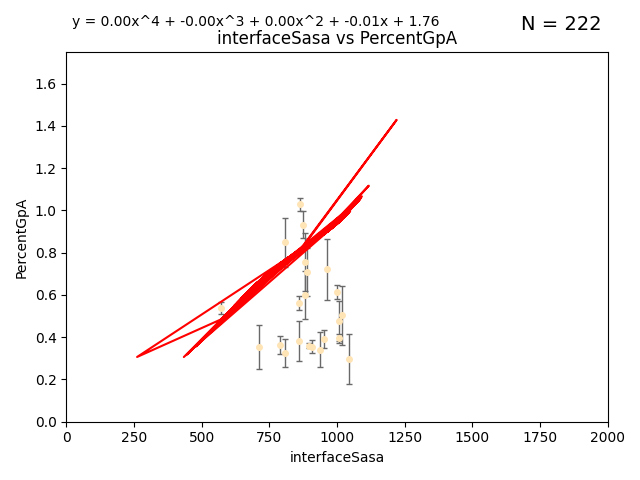 y = 0.00x^4 + -0.00x^3 + 0.00x^2 + -0.01x + 1.76
N = 222
interfaceSasa vs PercentGpA
PercentGpA
1.6
1.4
1.2
1.0
0.8
0.6
0.4
0.2
0.0
0 250 500 750 1000 1250 1500 1750 2000
interfaceSasa